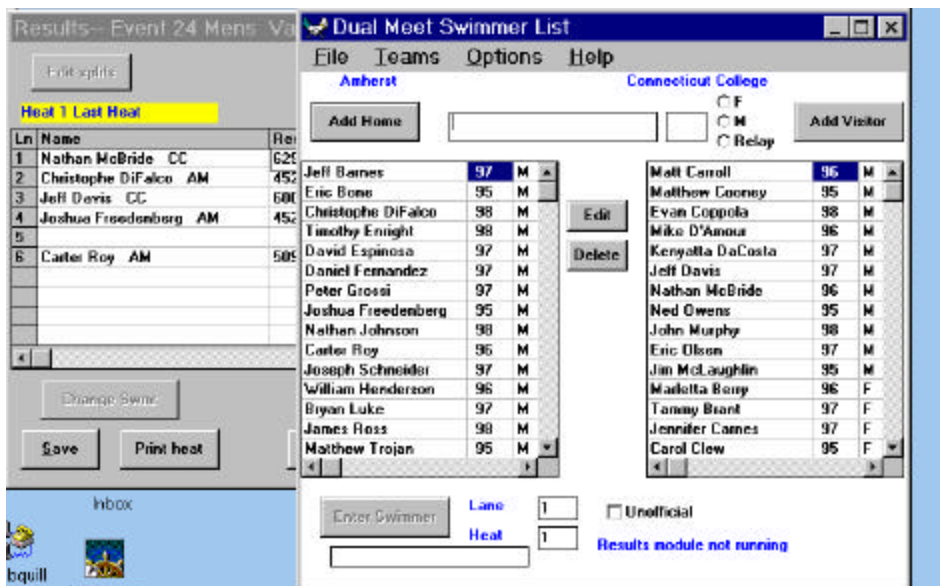 Results-- Event 24 Mens Va
Edit splits
Heat 1 Last Heat
Ln Name
1 Nathan McBride CC 625
2 Christophe DiFalco AM 452
3 Jeff Davis CC 600
4 Joshua Freedenberg AM 452
5
6 Carter Roy AM 509
Change Swmr
Save Print heat
Inbox
bquill
Dual Meet Swimmer List
File Teams Options Help
Amherst Connecticut College
Add Home F M Relay Add Visitor
Jeff Barnes 97 M
Eric Bone 95 M
Christophe DiFalco 98 M
Timothy Enright 98 M
David Espinosa 97 M
Daniel Fernandez 97 M
Peter Grossi 97 M
Joshua Freedenberg 95 M
Nathan Johnson 98 M
Carter Roy 96 M
Joseph Schneider 97 M
William Henderson 96 M
Bryan Luke 97 M
James Ross 98 M
Matthew Trojan 95 M
Edit
Delete
Matt Carroll 96 M
Matthew Cooney 95 M
Evan Coppola 98 M
Mike D'Amour 96 M
Kenyatta DaCosta 97 M
Jeff Davis 97 M
Nathan McBride 96 M
Ned Owens 95 M
John Murphy 98 M
Eric Olsen 97 M
Jim McLaughlin 95 M
Marletta Berry 96 F
Tammy Brant 97 F
Jennifer Carnes 97 F
Carol Clew 95 F
Enter Swimmer Lane 1 Unofficial
Heat 1 Results module not running